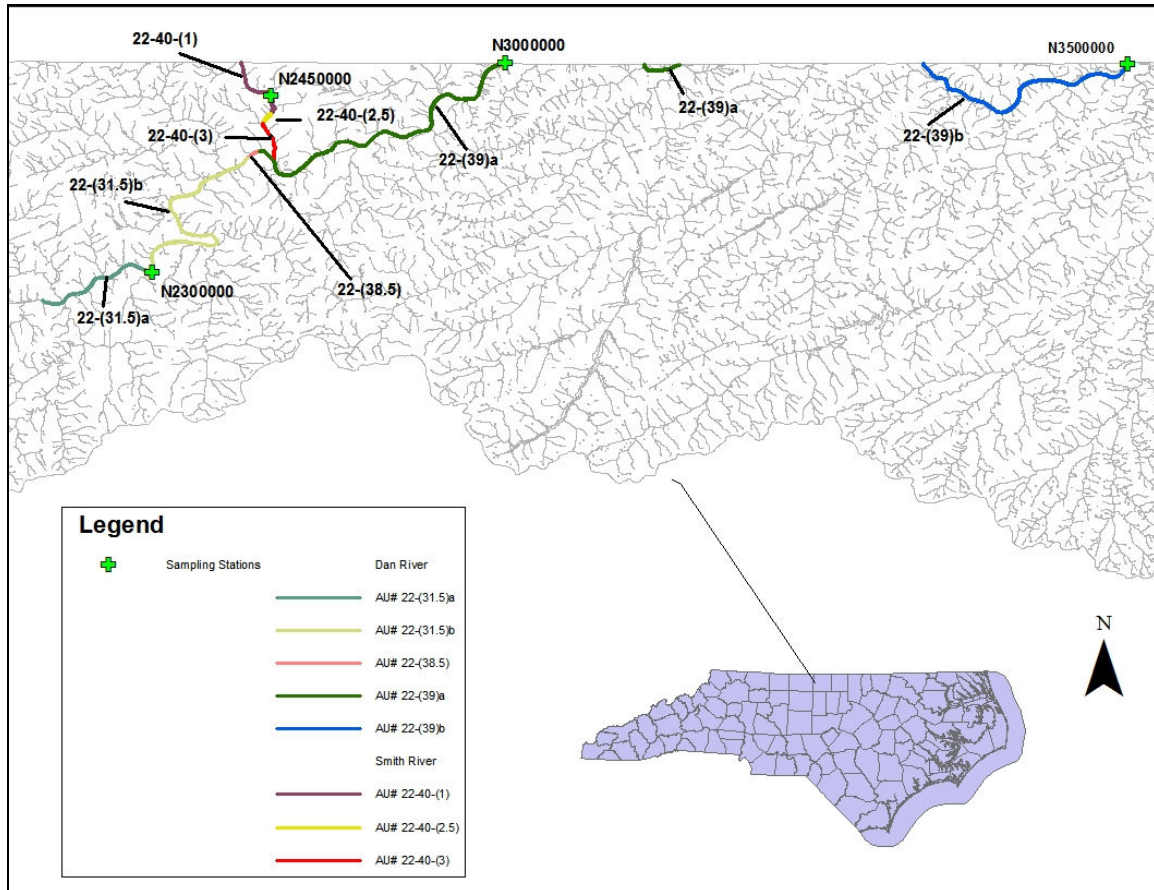 22-40-(1)
N3000000
N3500000
N2450000
22-40-(2.5)
22-40-(3)
22-(39)a
22-(39)a
22-(39)b
22-(31.5)b
22-(38.5)
N2300000
22-(31.5)a
Legend
Sampling Stations
Dan River
AU# 22-(31.5)a
AU# 22-(31.5)b
AU# 22-(38.5)
AU# 22-(39)a
AU# 22-(39)b
Smith River
AU# 22-40-(1)
AU# 22-40-(2.5)
AU# 22-40-(3)
N